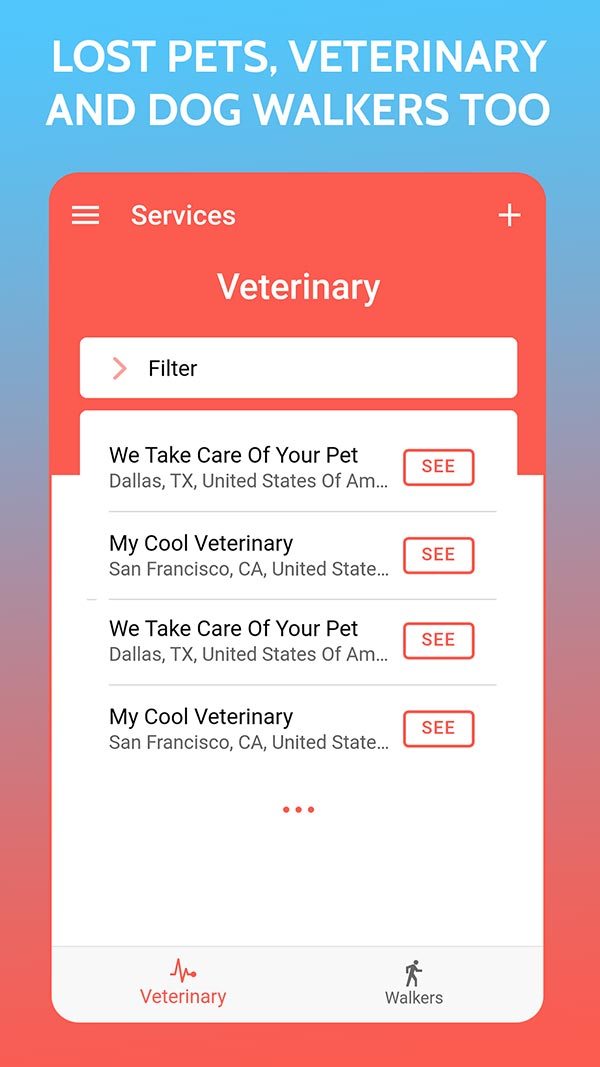 LOST PETS, VETERINARY
AND DOG WALKERS TOO
Services
Veterinary
Filter
We Take Care Of Your Pet
Dallas, TX, United States Of Am...
SEE
My Cool Veterinary
San Francisco, CA, United State...
SEE
We Take Care Of Your Pet
Dallas, TX, United States Of Am...
SEE
My Cool Veterinary
San Francisco, CA, United State...
SEE
Veterinary
Walkers